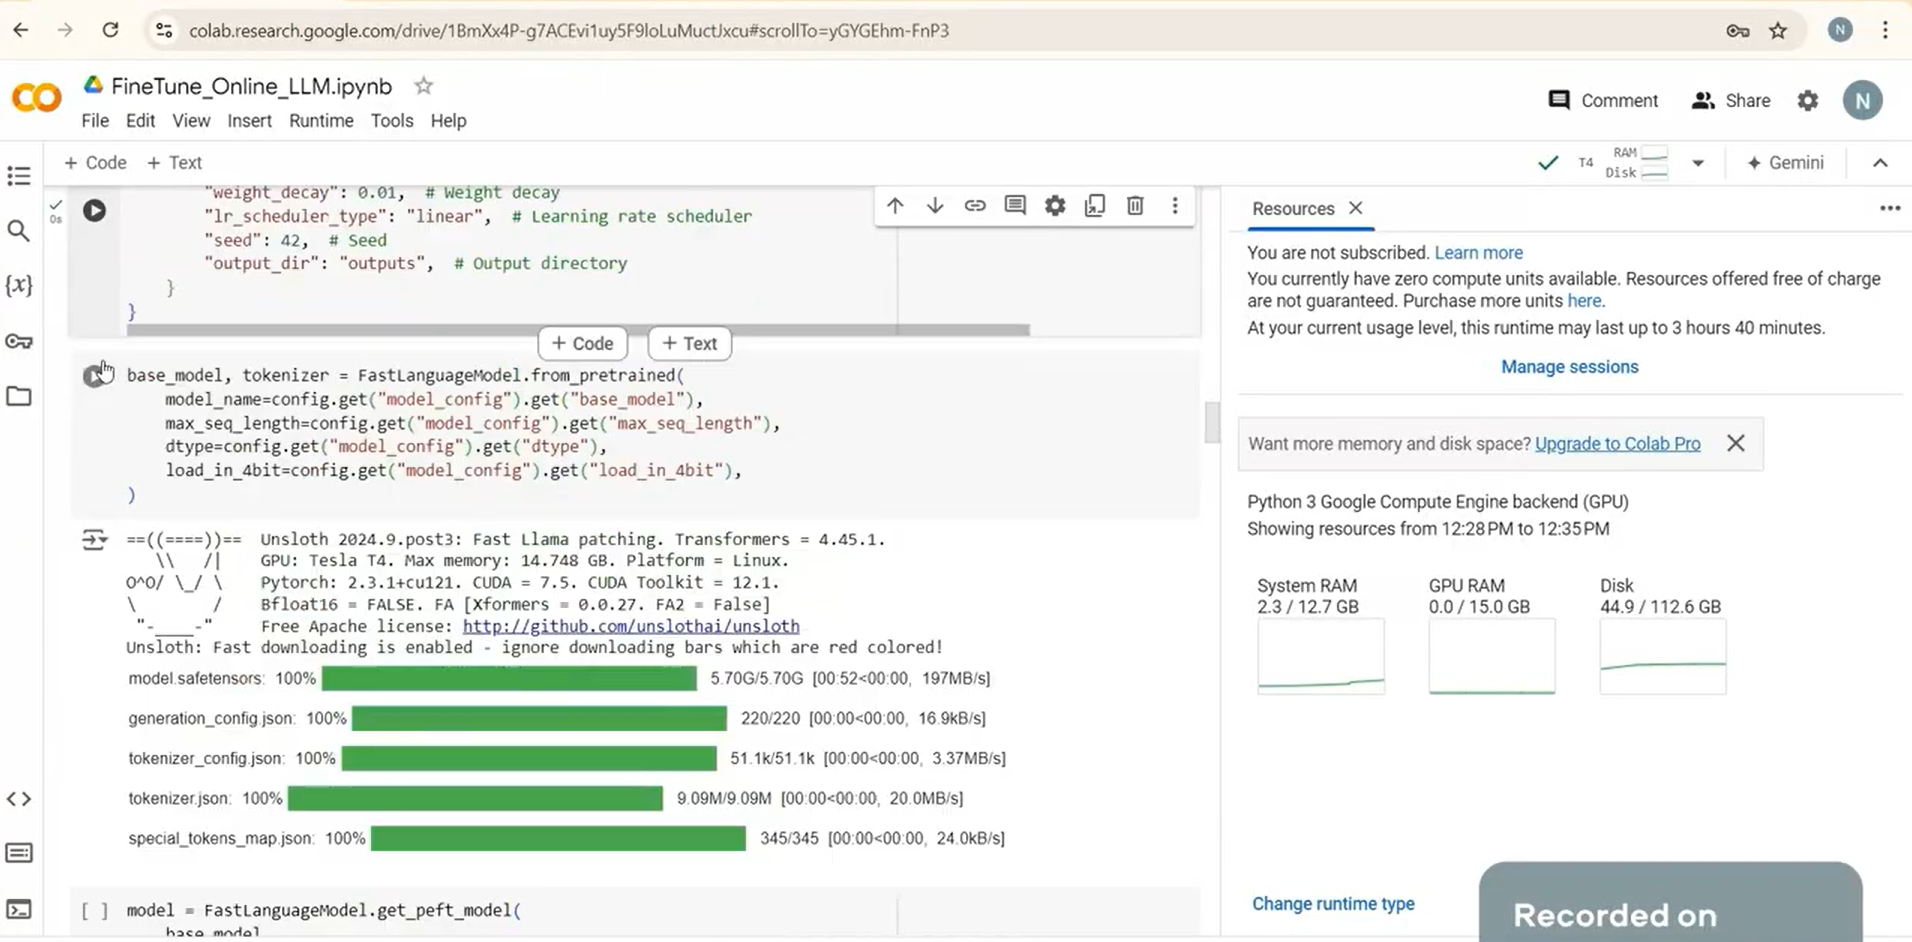 colab.research.google.com/drive/1BmXx4P-g7ACEvi1uy5F9loLuMuctJxcu#scrollTo=yGYGEhm-FnP3
N
CO
FineTune_Online_LLM.ipynb
Comment
Share
N
File Edit View Insert Runtime Tools Help
+ Code + Text
T4
RAM
Disk
Gemini
0s
"weight_decay": 0.01, # Weight decay
"lr_scheduler_type": "linear", # Learning rate scheduler
"seed": 42, # Seed
"output_dir": "outputs", # Output directory
}
}
+ Code + Text
base_model, tokenizer = FastLanguageModel.from_pretrained(
model_name=config.get("model_config").get("base_model"),
max_seq_length=config.get("model_config").get("max_seq_length"),
dtype=config.get("model_config").get("dtype"),
load_in_4bit=config.get("model_config").get("load_in_4bit"),
)
==((====))== Unsloth 2024.9.post3: Fast Llama patching. Transformers = 4.45.1.
\\ /| GPU: Tesla T4. Max memory: 14.748 GB. Platform = Linux.
O^O/ \_/ \ Pytorch: 2.3.1+cu121. CUDA = 7.5. CUDA Toolkit = 12.1.
\ / Bfloat16 = FALSE. FA [Xformers = 0.0.27. FA2 = False]
"-____-" Free Apache license: http://github.com/unslothai/unsloth
Unsloth: Fast downloading is enabled - ignore downloading bars which are red colored!
model.safetensors: 100% 5.70G/5.70G [00:52<00:00, 197MB/s]
generation_config.json: 100% 220/220 [00:00<00:00, 16.9kB/s]
tokenizer_config.json: 100% 51.1k/51.1k [00:00<00:00, 3.37MB/s]
tokenizer.json: 100% 9.09M/9.09M [00:00<00:00, 20.0MB/s]
special_tokens_map.json: 100% 345/345 [00:00<00:00, 24.0kB/s]
[ ] model = FastLanguageModel.get_peft_model(
base_model
Resources
You are not subscribed. Learn more
You currently have zero compute units available. Resources offered free of charge
are not guaranteed. Purchase more units here.
At your current usage level, this runtime may last up to 3 hours 40 minutes.
Manage sessions
Want more memory and disk space? Upgrade to Colab Pro
Python 3 Google Compute Engine backend (GPU)
Showing resources from 12:28 PM to 12:35 PM
System RAM
2.3 / 12.7 GB
GPU RAM
0.0 / 15.0 GB
Disk
44.9 / 112.6 GB
Change runtime type
Recorded on